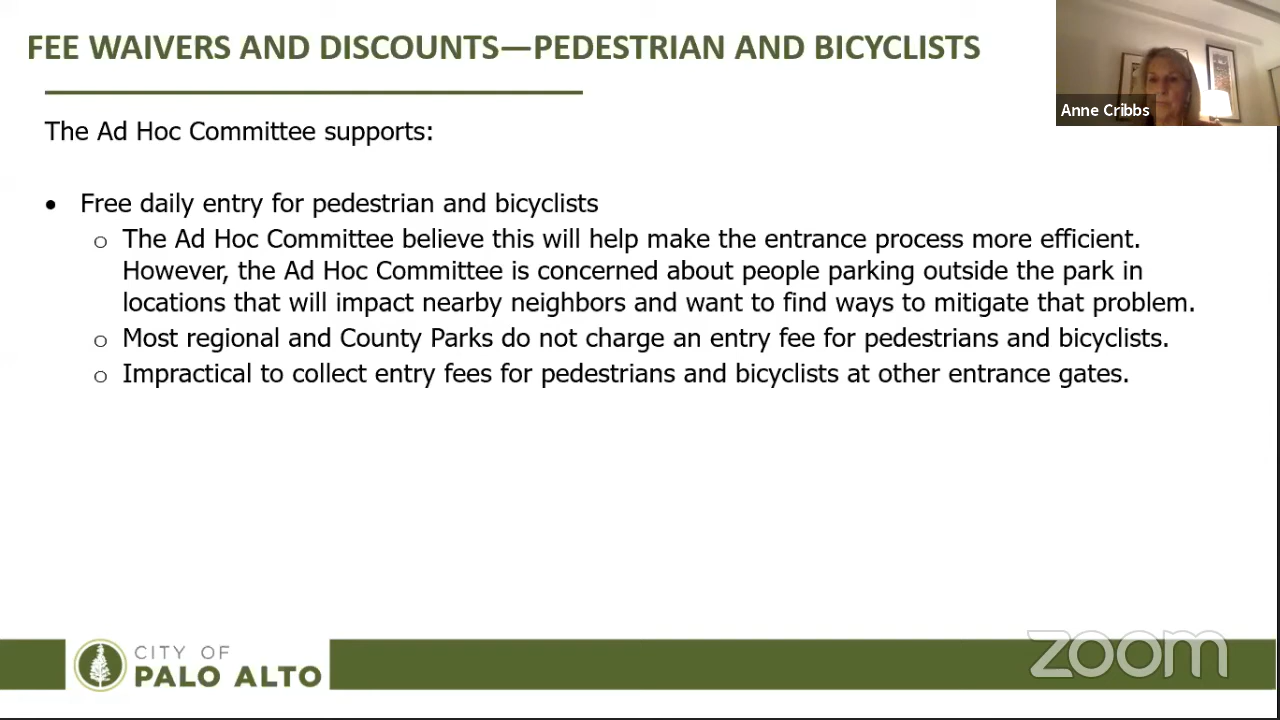 FEE WAIVERS AND DISCOUNTS—PEDESTRIAN AND BICYCLISTS
Anne Cribbs
The Ad Hoc Committee supports:
• Free daily entry for pedestrian and bicyclists
o The Ad Hoc Committee believe this will help make the entrance process more efficient.
However, the Ad Hoc Committee is concerned about people parking outside the park in
locations that will impact nearby neighbors and want to find ways to mitigate that problem.
o Most regional and County Parks do not charge an entry fee for pedestrians and bicyclists.
o Impractical to collect entry fees for pedestrians and bicyclists at other entrance gates.
CITY OF
PALO ALTO
zoom